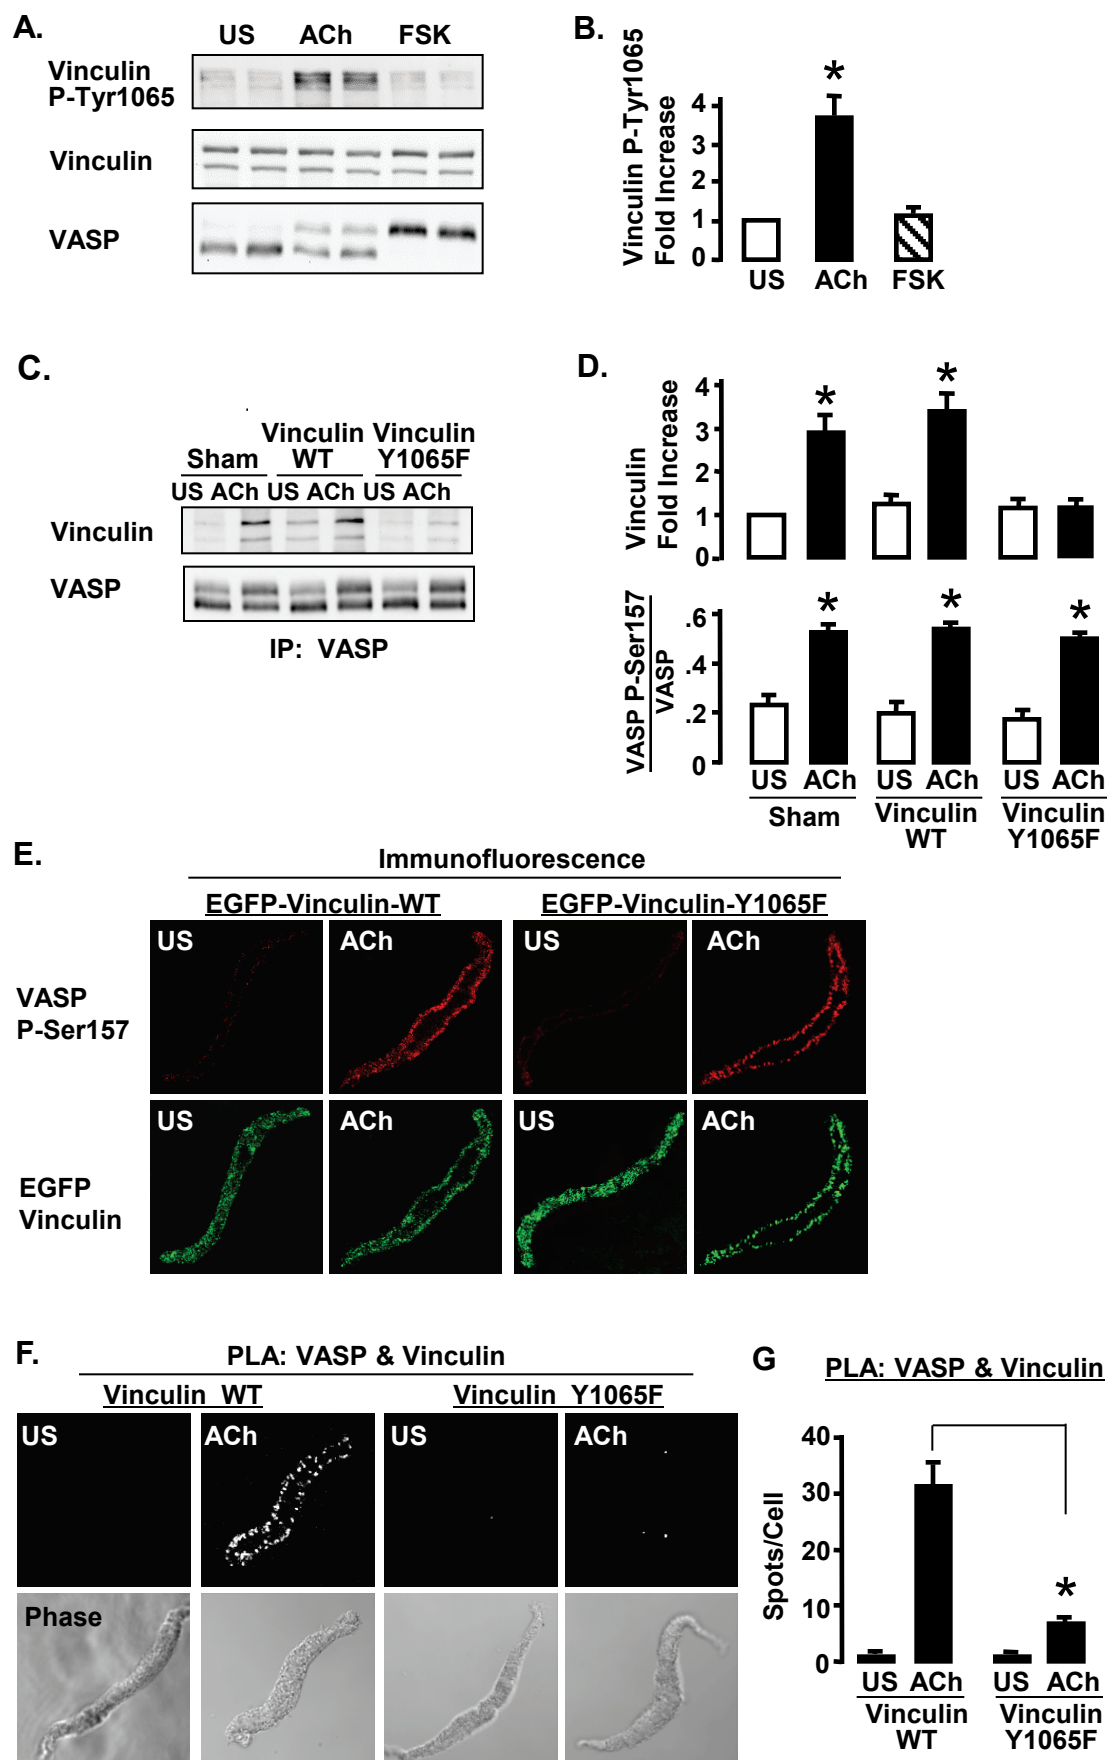 A.
US ACh FSK
Vinculin
P-Tyr1065
Vinculin
VASP
B.
Vinculin P-Tyr1065
Fold Increase
4
3
2
1
0
*
US ACh FSK
C.
Sham
Vinculin
WT
Vinculin
Y1065F
US ACh US ACh US ACh
Vinculin
VASP
IP: VASP
D.
Vinculin
Fold Increase
4
3
2
1
0
* *
VASP P-Ser157
VASP
.6
.4
.2
0
* * *
US ACh US ACh US ACh
Sham
Vinculin
WT
Vinculin
Y1065F
E.
Immunofluorescence
EGFP-Vinculin-WT EGFP-Vinculin-Y1065F
US ACh US ACh
VASP
P-Ser157
US ACh US ACh
EGFP
Vinculin
F.
PLA: VASP & Vinculin
Vinculin WT Vinculin Y1065F
US ACh US ACh
Phase
G
PLA: VASP & Vinculin
Spots/Cell
40
30
20
10
0
*
US ACh US ACh
Vinculin
WT
Vinculin
Y1065F